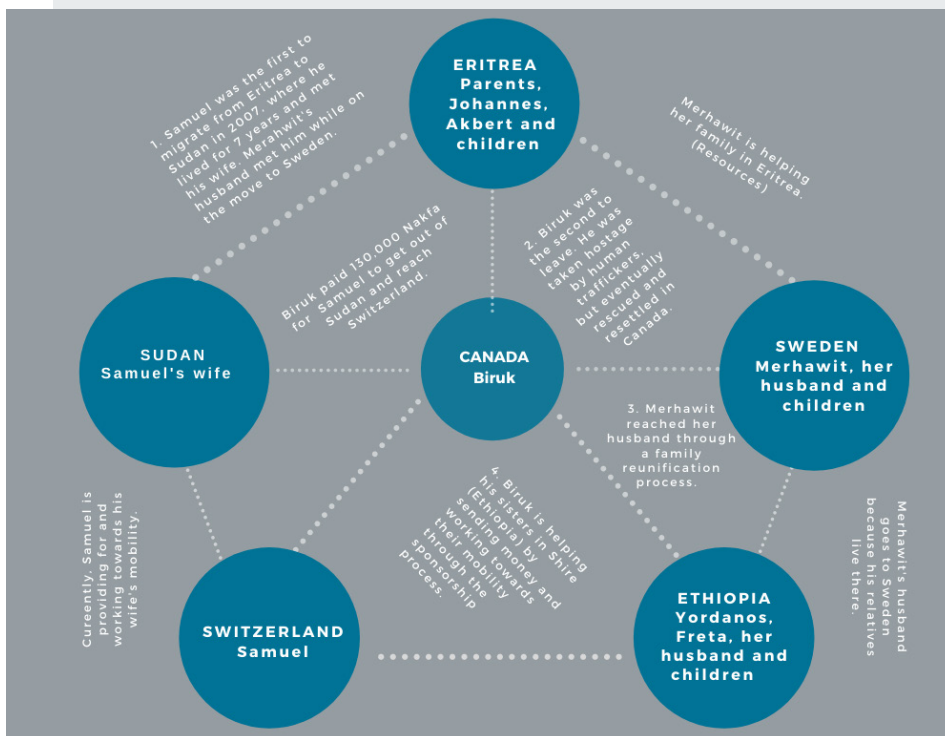 ERITREA
Parents,
Johannes,
Akbert and
children
1. Samuel was the first to
migrate from Eritrea to
Sudan in 2007, where he
lived for 7 years and met
his wife. Merahwit's
husband met him while on
the move to Sweden.
Merhawit is helping
her family in Eritrea.
(Resources)
Biruk paid 130,000 Nakfa
for Samuel to get out of
Sudan and reach
Switzerland.
2. Biruk was
the second to
leave. He was
taken hostage
by human
traffickers,
but eventually
rescued and
resettled in
Canada.
SUDAN
Samuel's wife
CANADA
Biruk
SWEDEN
Merhawit, her
husband and
children
3. Merhawit
reached her
husband through
a family
reunification
process.
4. Biruk is helping
his sisters in Shire
(Ethiopia) by
sending money and
working towards
their mobility
through the
sponsorship
process.
Cureently, Samuel is
providing for and
working towards his
wife's mobility.
Merhawit's husband
goes to Sweden
because his relatives
live there.
SWITZERLAND
Samuel
ETHIOPIA
Yordanos,
Freta, her
husband and
children